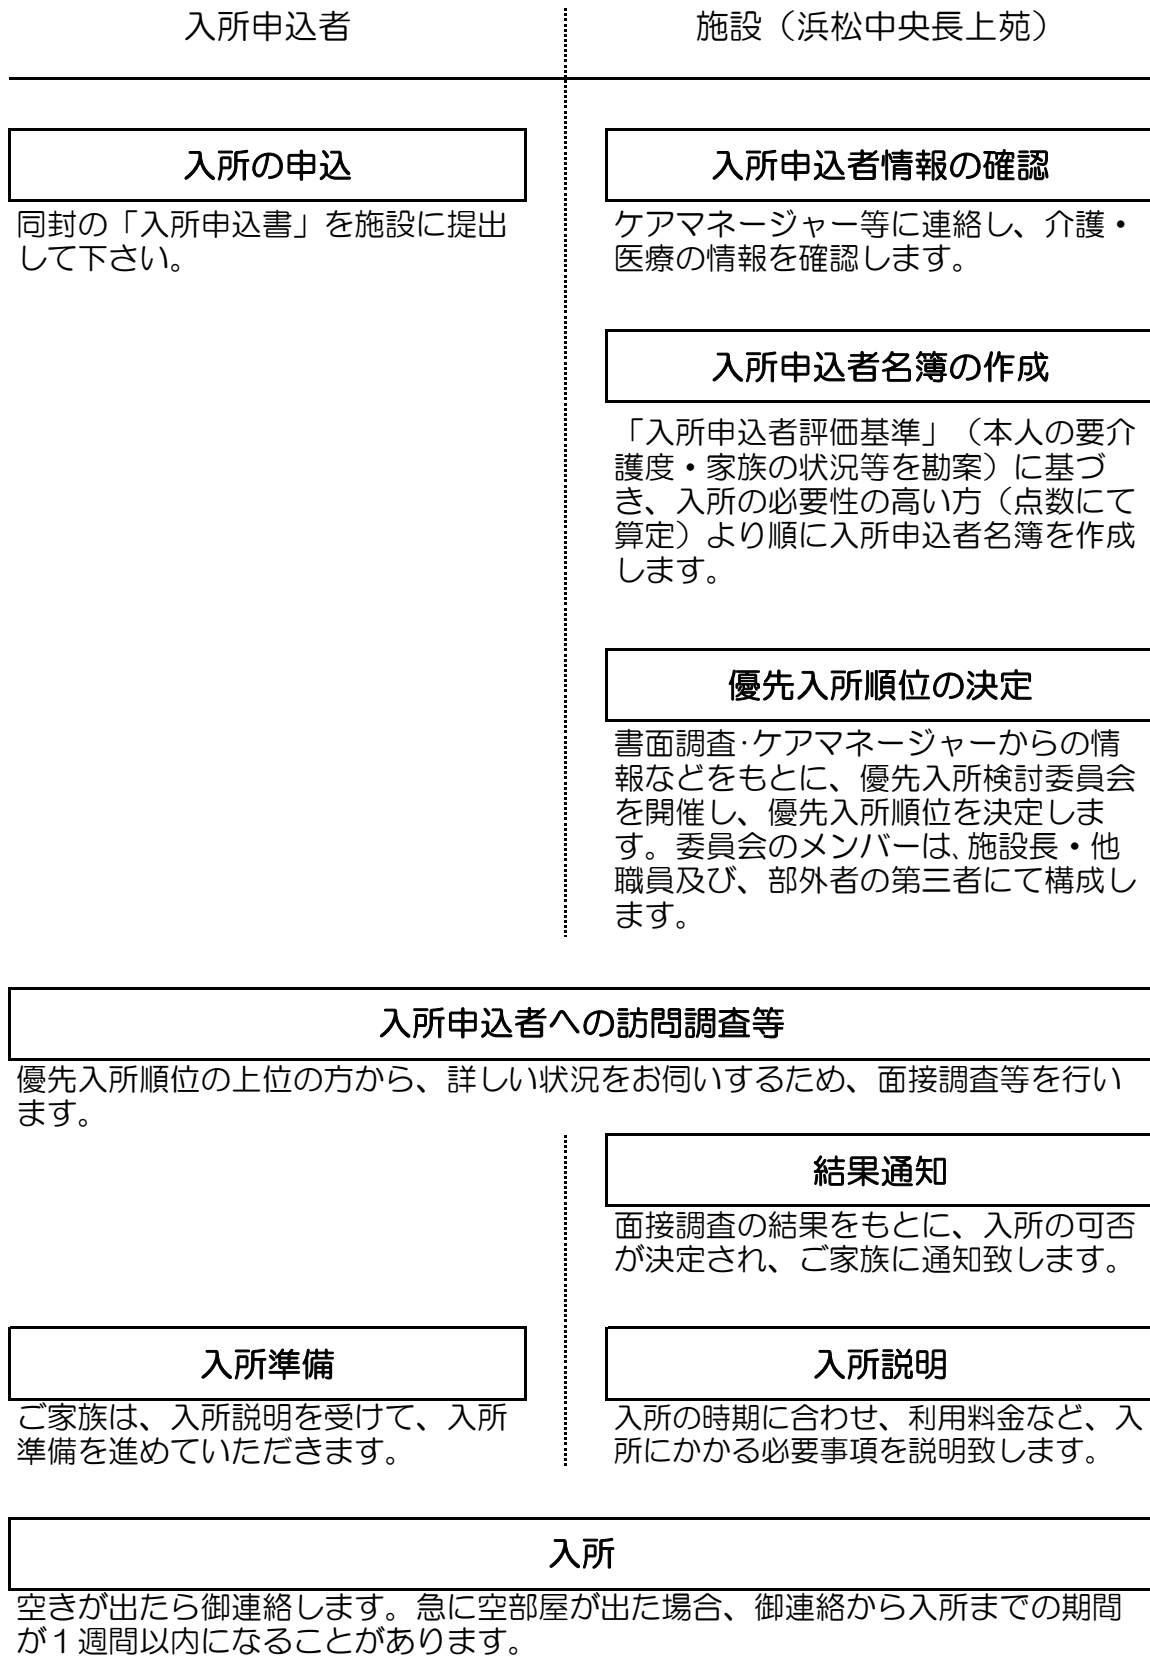 入所申込者
施設（浜松中央長上苑）
入所の申込
同封の「入所申込書」を施設に提出
して下さい。
入所申込者情報の確認
ケアマネージャー等に連絡し、介護・
医療の情報を確認します。
入所申込者名簿の作成
「入所申込者評価基準」（本人の要介
護度・家族の状況等を勘案）に基づ
き、入所の必要性の高い方（点数にて
算定）より順に入所申込者名簿を作成
します。
優先入所順位の決定
書面調査･ケアマネージャーからの情
報などをもとに、優先入所検討委員会
を開催し、優先入所順位を決定しま
す。委員会のメンバーは､施設長・他
職員及び、部外者の第三者にて構成し
ます。
入所申込者への訪問調査等
優先入所順位の上位の方から、詳しい状況をお伺いするため、面接調査等を行い
ます。
結果通知
面接調査の結果をもとに、入所の可否
が決定され、ご家族に通知致します。
入所準備
ご家族は、入所説明を受けて、入所
準備を進めていただきます。
入所説明
入所の時期に合わせ、利用料金など、入
所にかかる必要事項を説明致します。
入所
空きが出たら御連絡します。急に空部屋が出た場合、御連絡から入所までの期間
が１週間以内になることがあります。